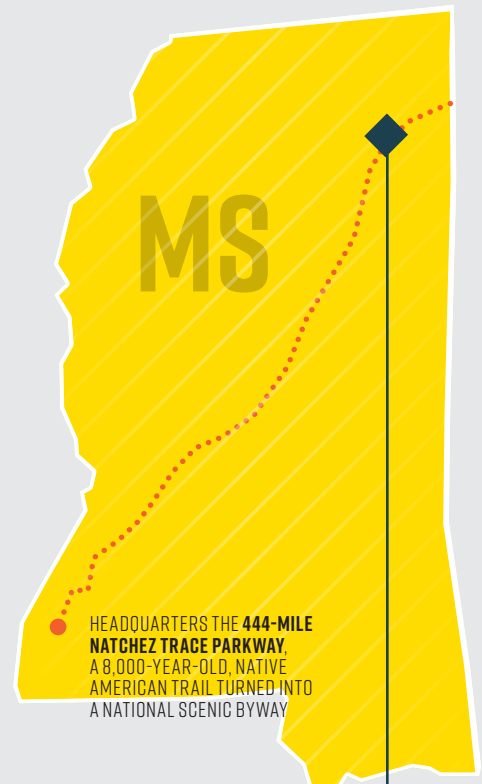 MS
HEADQUARTERS THE 444-MILE
NATCHEZ TRACE PARKWAY,
A 8,000-YEAR-OLD, NATIVE
AMERICAN TRAIL TURNED INTO
A NATIONAL SCENIC BYWAY